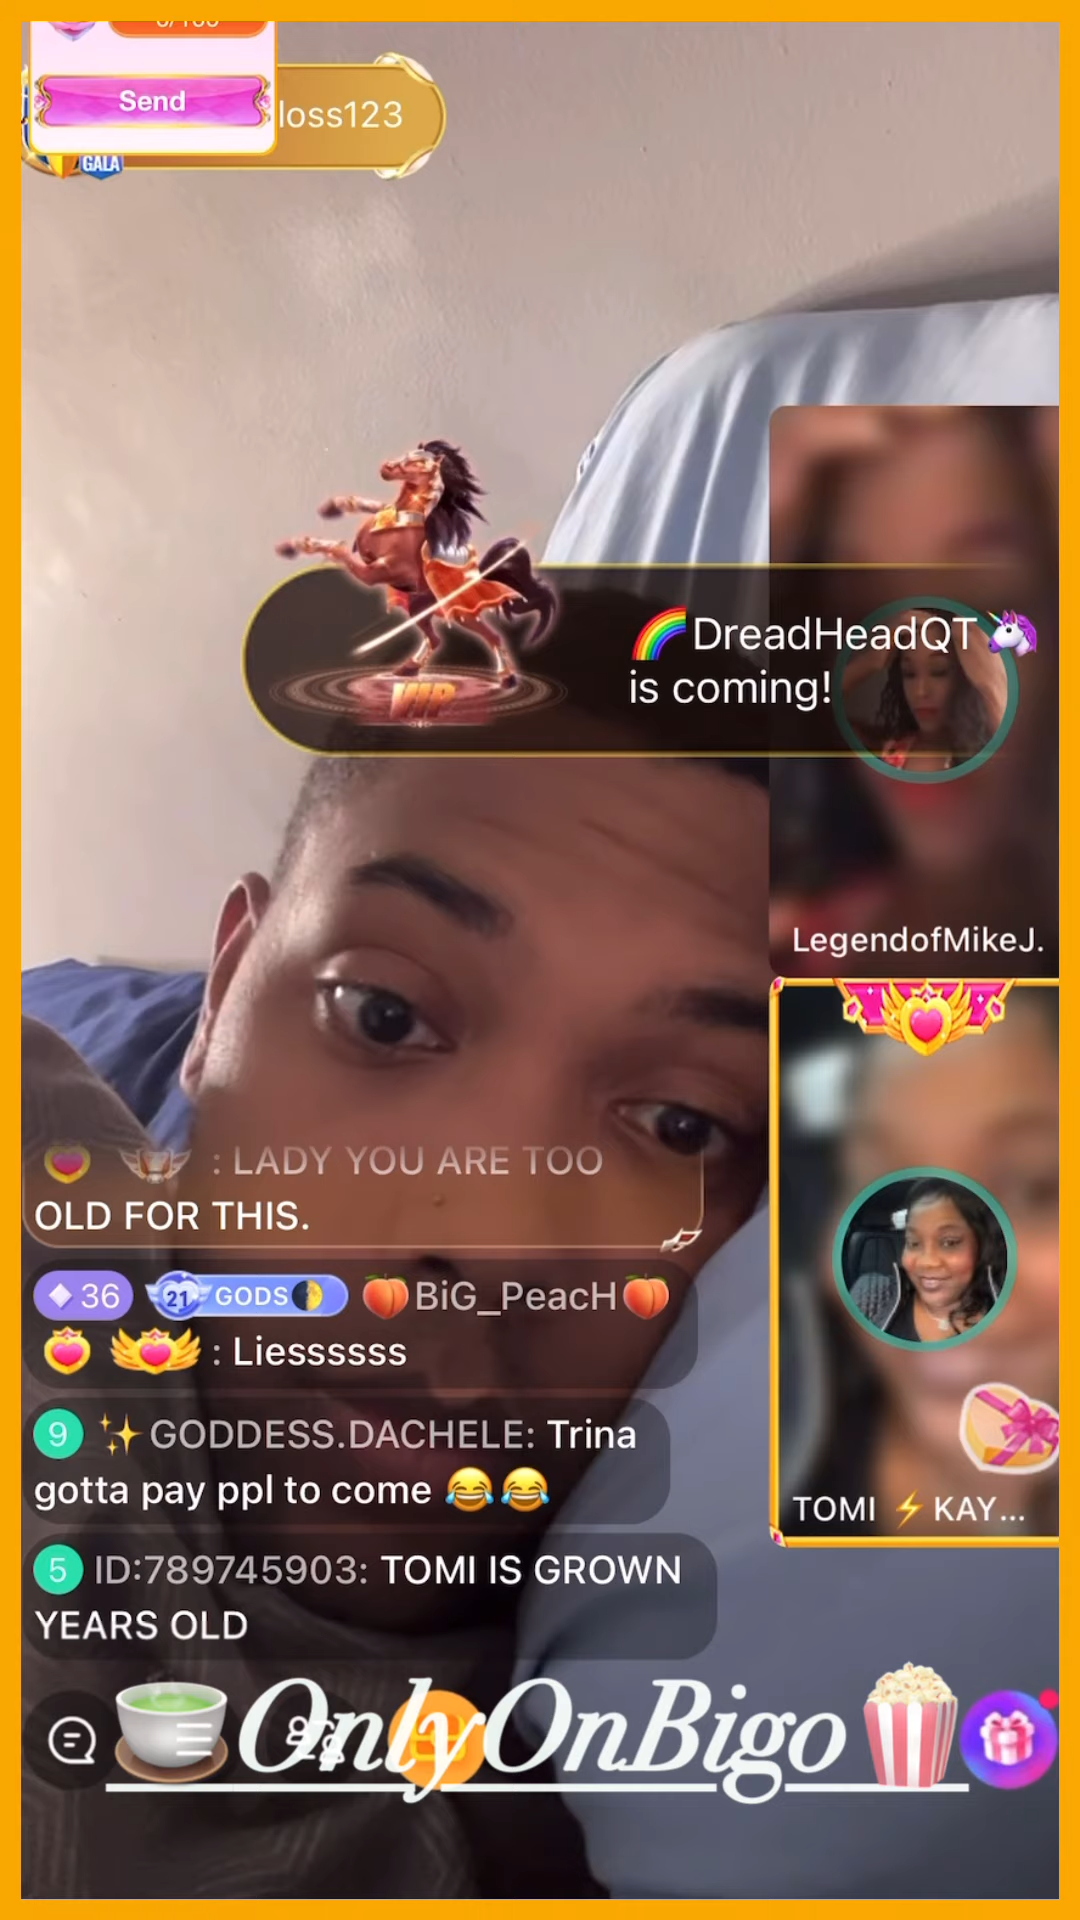 Send
loss123
GALA
🌈DreadHeadQT🦄
is coming!
VIP
LegendofMikeJ.
: LADY YOU ARE TOO
OLD FOR THIS.
36 21 GODS🌓 🍑BiG_PeacH🍑
: Liessssss
9 ✨GODDESS.DACHELE: Trina
gotta pay ppl to come 😂😂
TOMI ⚡KAY...
5 ID:789745903: TOMI IS GROWN
YEARS OLD
🍵OnlyOnBigo🍿